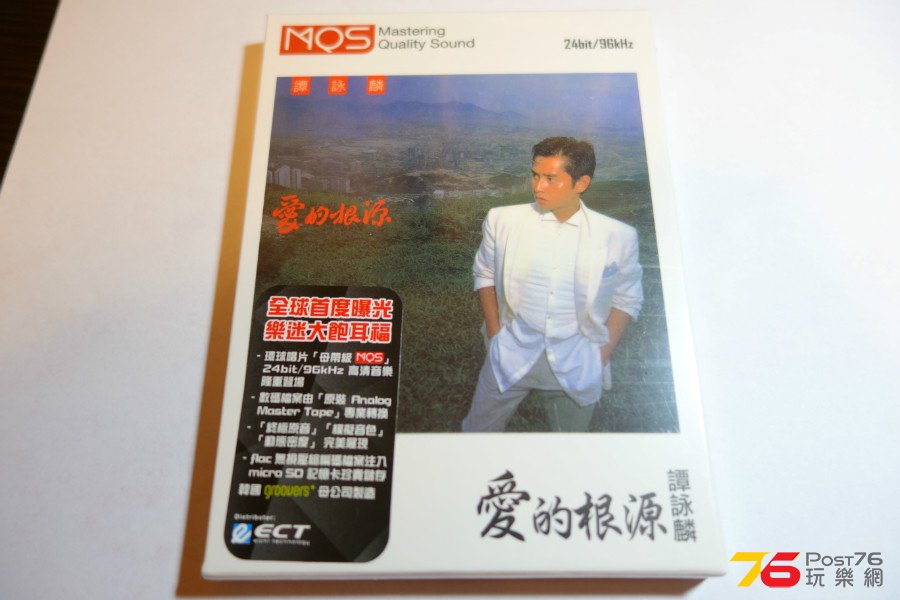 MQS Mastering
Quality Sound
24bit/96kHz
譚詠麟
愛的根源
全球首度曝光
樂迷大飽耳福
- 環球唱片「母帶級 MQS」
24bit/96kHz 高清音樂
隆重登場
- 數碼檔案由「原裝 Analog
Master Tape」專業轉換
- 「終極原音」「模擬音色」
「動態密度」完美展現
- flac 無損壓縮編碼檔案注入
micro SD 記憶卡珍貴儲存
韓國 groovers+ 母公司製造
Distributer:
ECT
愛的根源
譚詠麟
76 Post76
玩樂網